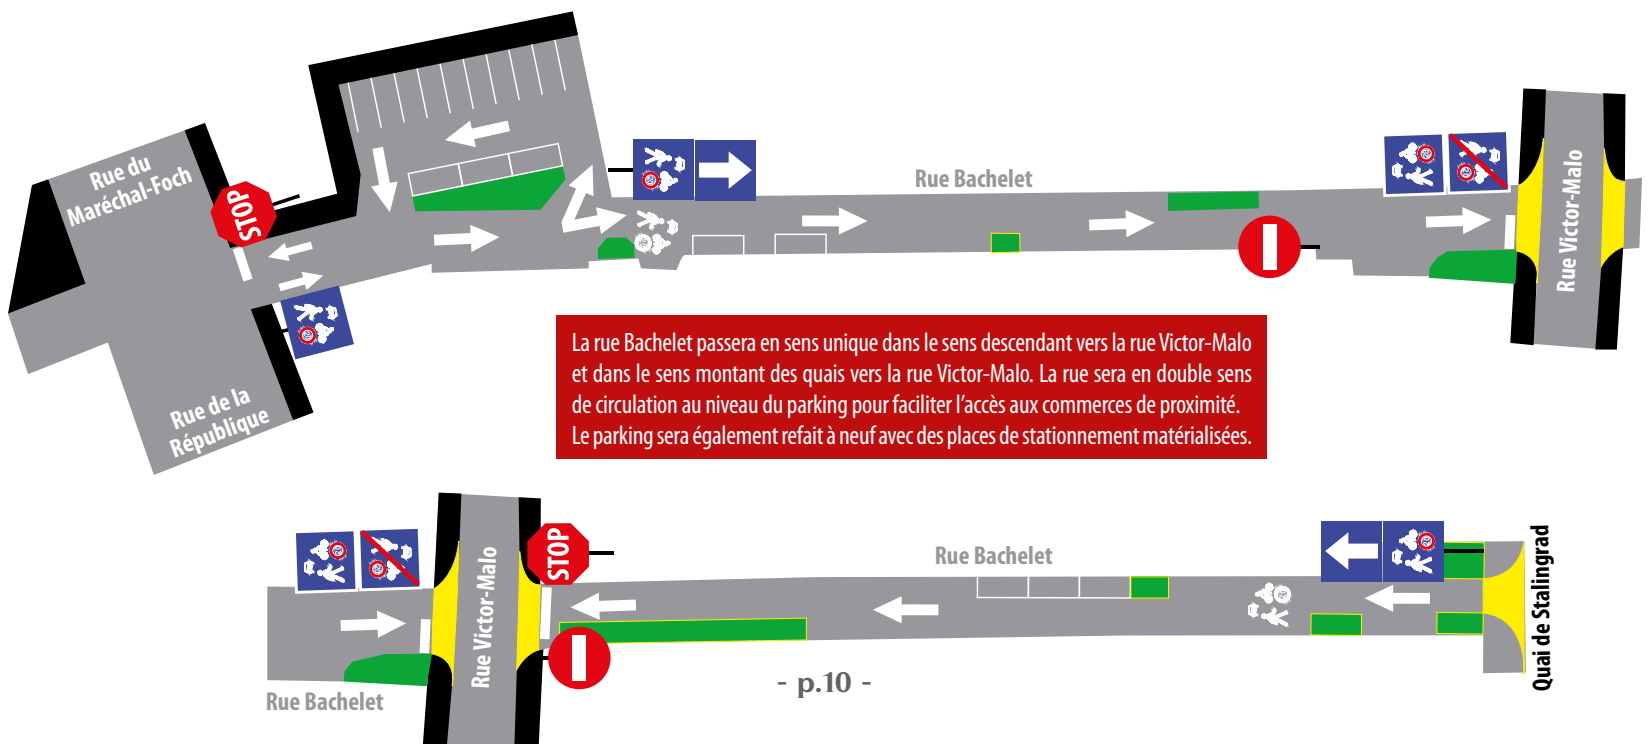 Rue du
Maréchal-Foch
STOP
Rue Bachelet
Rue Victor-Malo
Rue de la
République
La rue Bachelet passera en sens unique dans le sens descendant vers la rue Victor-Malo
et dans le sens montant des quais vers la rue Victor-Malo. La rue sera en double sens
de circulation au niveau du parking pour faciliter l'accès aux commerces de proximité.
Le parking sera également refait à neuf avec des places de stationnement matérialisées.
Rue Victor-Malo
STOP
Rue Bachelet
Quai de Stalingrad
Rue Bachelet
- p.10 -